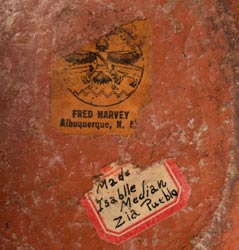 FRED HARVEY
Albuquerque, N. M
Made
Isablle
Median
Zia Pueblo